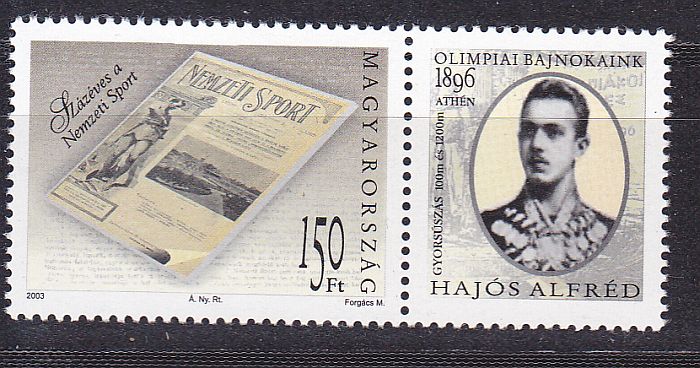 Százéves a
Nemzeti Sport
NEMZETI SPORT
MAGYARORSZÁG
150
Ft
2003
Á. Ny. Rt.
Forgács M.
OLIMPIAI BAJNOKAINK
1896
ATHÉN
GYORSÚSZÁS 100m és 1200m
HAJÓS ALFRÉD